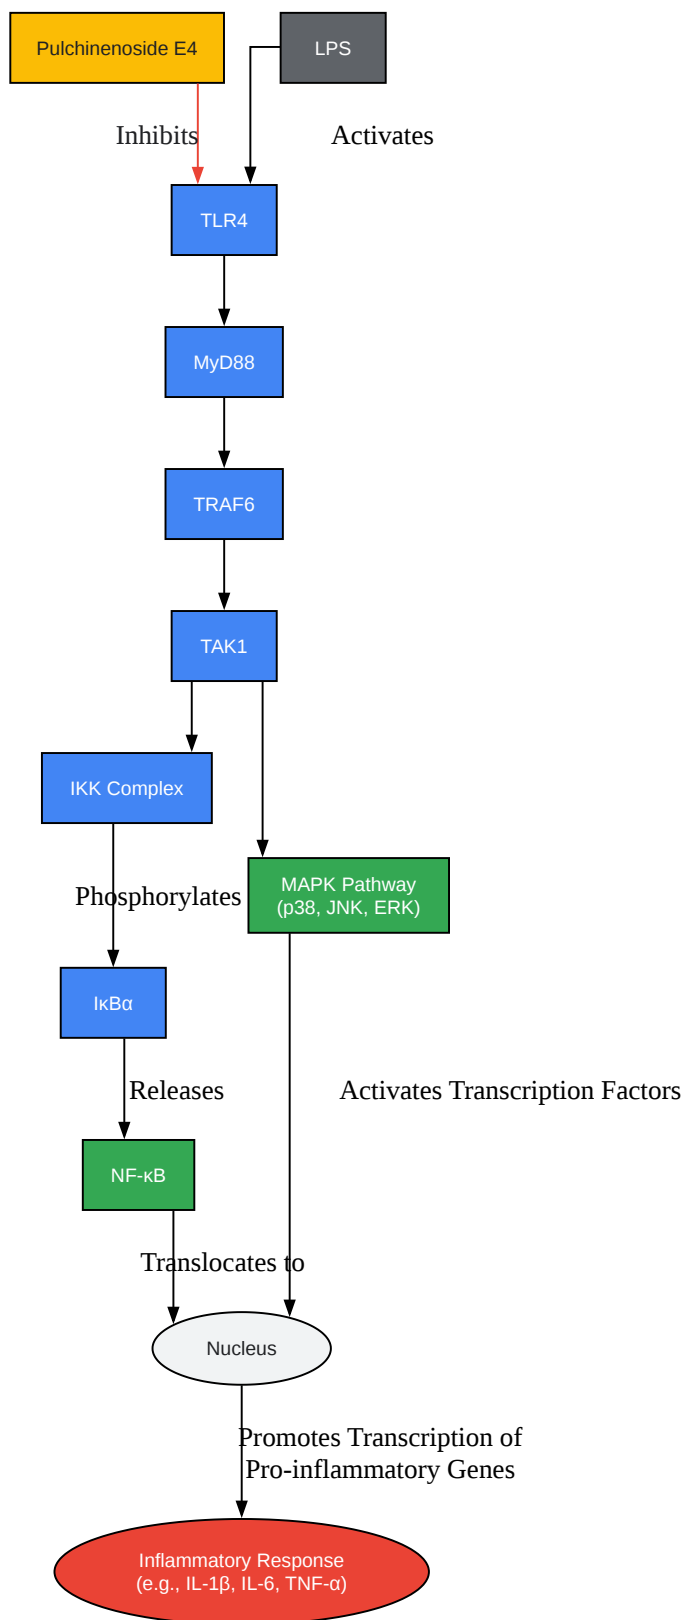 Pulchinenoside E4
LPS
Inhibits
Activates
TLR4
MyD88
TRAF6
TAK1
IKK Complex
MAPK Pathway
(p38, JNK, ERK)
Phosphorylates
IκBα
Releases
Activates Transcription Factors
NF-κB
Translocates to
Nucleus
Promotes Transcription of
Pro-inflammatory Genes
Inflammatory Response
(e.g., IL-1β, IL-6, TNF-α)